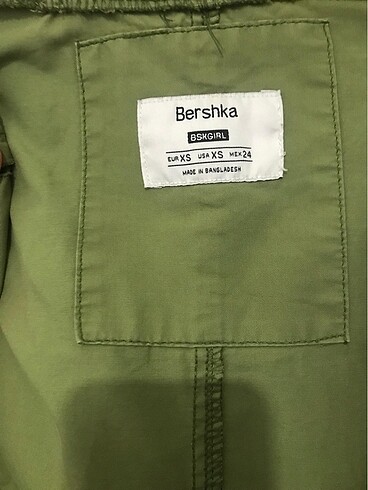 Bershka
BSKGIRL
EUR XS USA XS MEX 24
MADE IN BANGLADESH